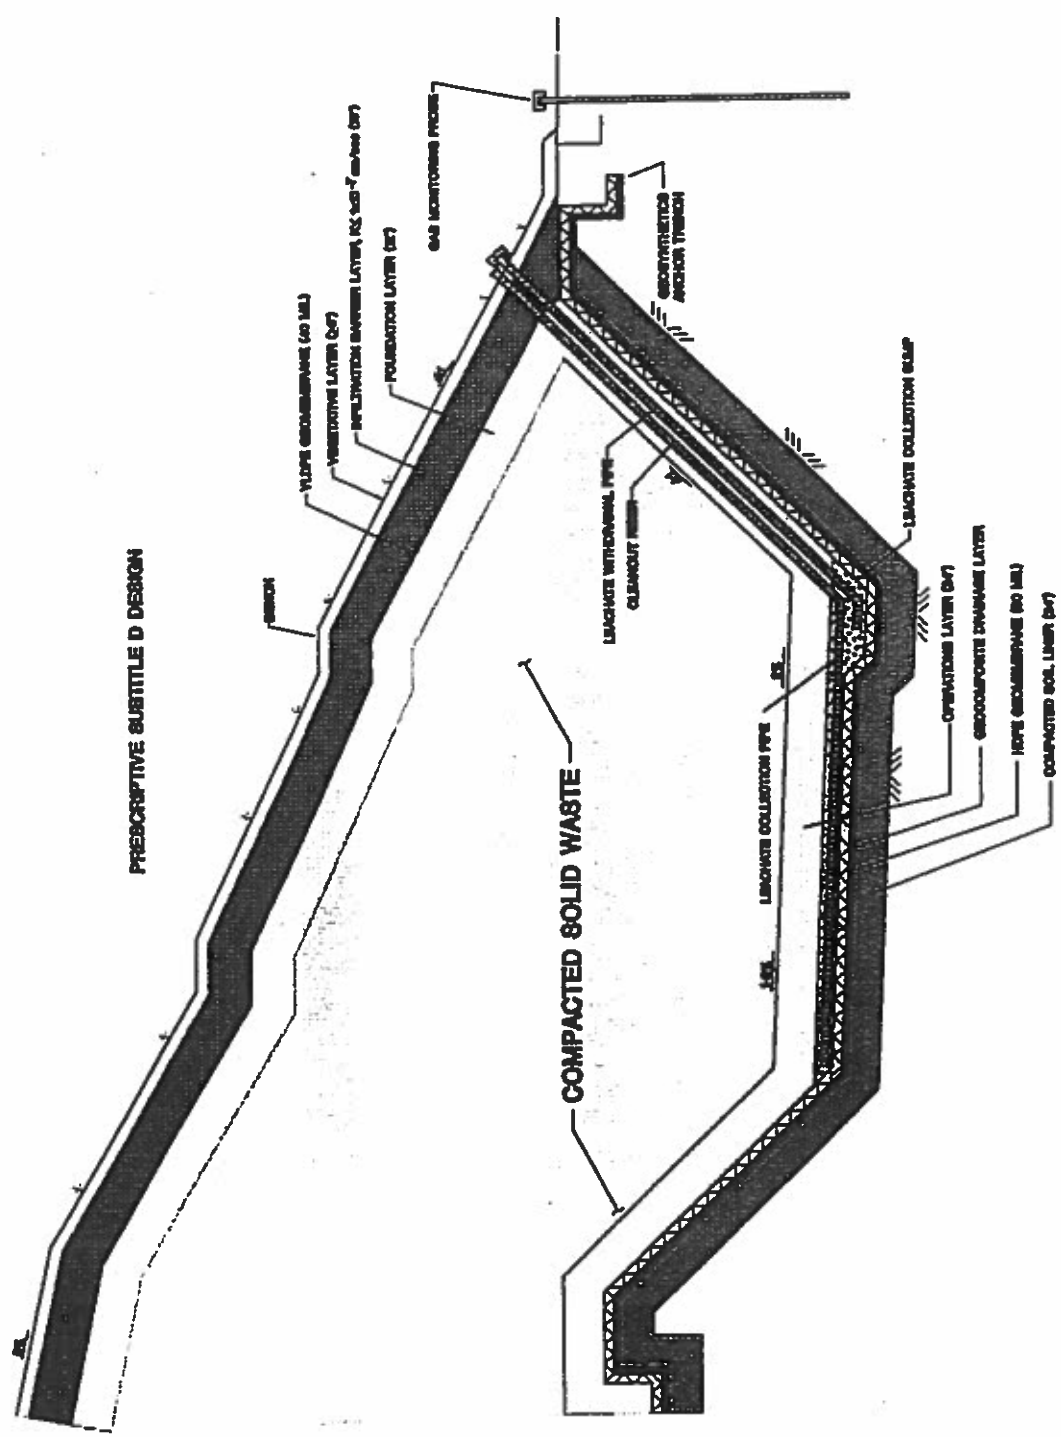 PRESCRIPTIVE SUBTITLE D DESIGN
VLDPE GEOMEMBRANE (40 MIL)
VEGETATIVE LAYER
INFILTRATION BARRIER LAYER,
FOUNDATION LAYER
GAS MONITORING PROBE
BENCH
GEOSYNTHETICS
ANCHOR TRENCH
LEACHATE WITHDRAWAL PIPE
CLEANOUT RISER
COMPACTED SOLID WASTE
LEACHATE COLLECTION PIPE
LEACHATE COLLECTION SUMP
OPERATIONS LAYER (24")
GEOCOMPOSITE DRAINAGE LAYER
HDPE GEOMEMBRANE (60 MIL)
COMPACTED SOIL LINER (24")